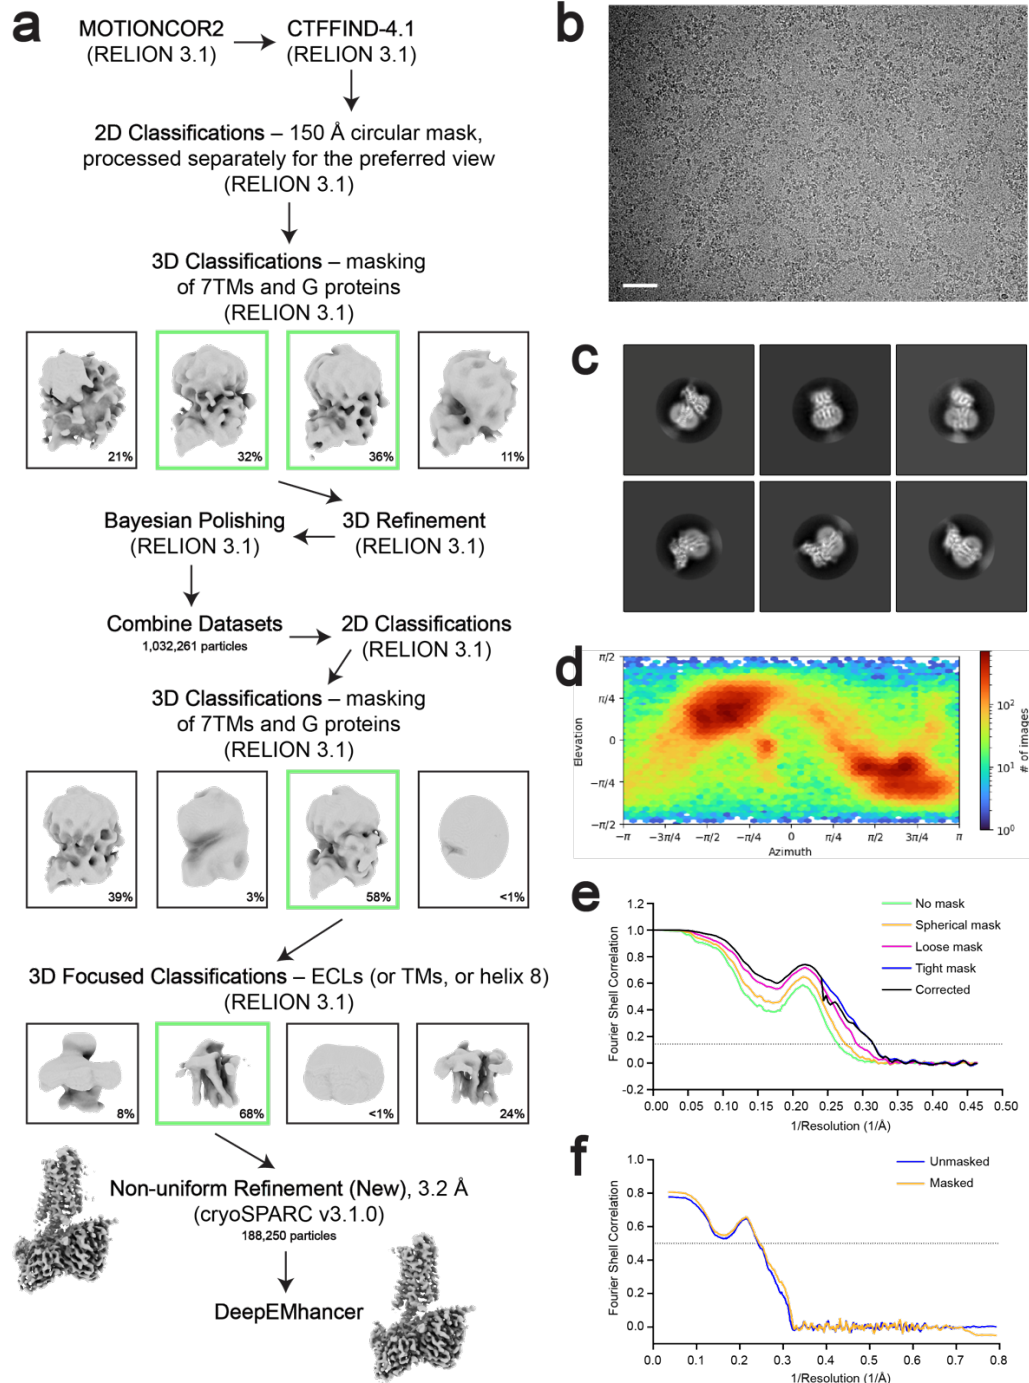 a
MOTIONCOR2
(RELION 3.1)
CTFFIND-4.1
(RELION 3.1)
2D Classifications – 150 Å circular mask,
processed separately for the preferred view
(RELION 3.1)
3D Classifications – masking
of 7TMs and G proteins
(RELION 3.1)
21%
32%
36%
11%
Bayesian Polishing
(RELION 3.1)
3D Refinement
(RELION 3.1)
Combine Datasets
1,032,261 particles
2D Classifications
(RELION 3.1)
3D Classifications – masking
of 7TMs and G proteins
(RELION 3.1)
39%
3%
58%
<1%
3D Focused Classifications – ECLs (or TMs, or helix 8)
(RELION 3.1)
8%
68%
<1%
24%
Non-uniform Refinement (New), 3.2 Å
(cryoSPARC v3.1.0)
188,250 particles
DeepEMhancer
b
c
d
Elevation
π/2
π/4
0
−π/4
−π/2
−π
−3π/4
−π/2
−π/4
0
π/4
π/2
3π/4
π
Azimuth
10²
10¹
10⁰
# of images
e
Fourier Shell Correlation
1.2
1.0
0.8
0.6
0.4
0.2
0.0
-0.2
0.00
0.05
0.10
0.15
0.20
0.25
0.30
0.35
0.40
0.45
0.50
1/Resolution (1/Å)
No mask
Spherical mask
Loose mask
Tight mask
Corrected
f
Fourier Shell Correlation
1.0
0.8
0.6
0.4
0.2
0.0
0.0
0.1
0.2
0.3
0.4
0.5
0.6
0.7
0.8
1/Resolution (1/Å)
Unmasked
Masked